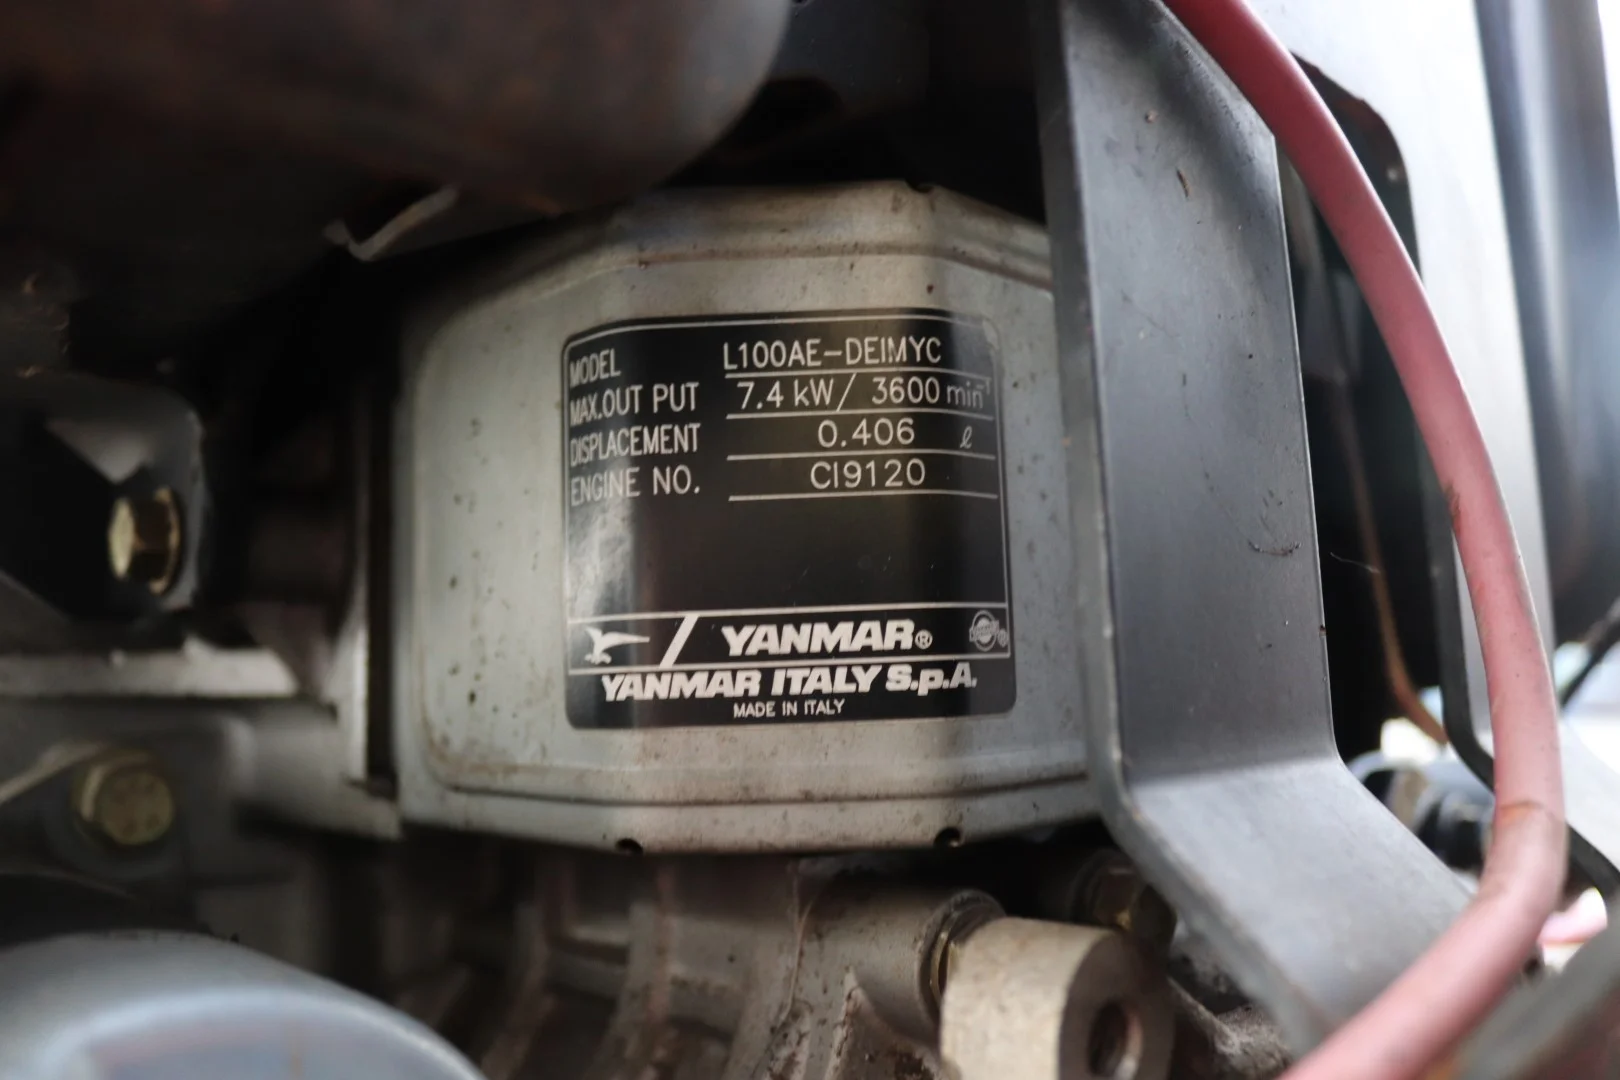 MODEL L100AE-DEIMYC
MAX.OUT PUT 7.4 kW/ 3600 min⁻¹
DISPLACEMENT 0.406 ℓ
ENGINE NO. CI9120
YANMAR®
YANMAR ITALY S.p.A.
MADE IN ITALY